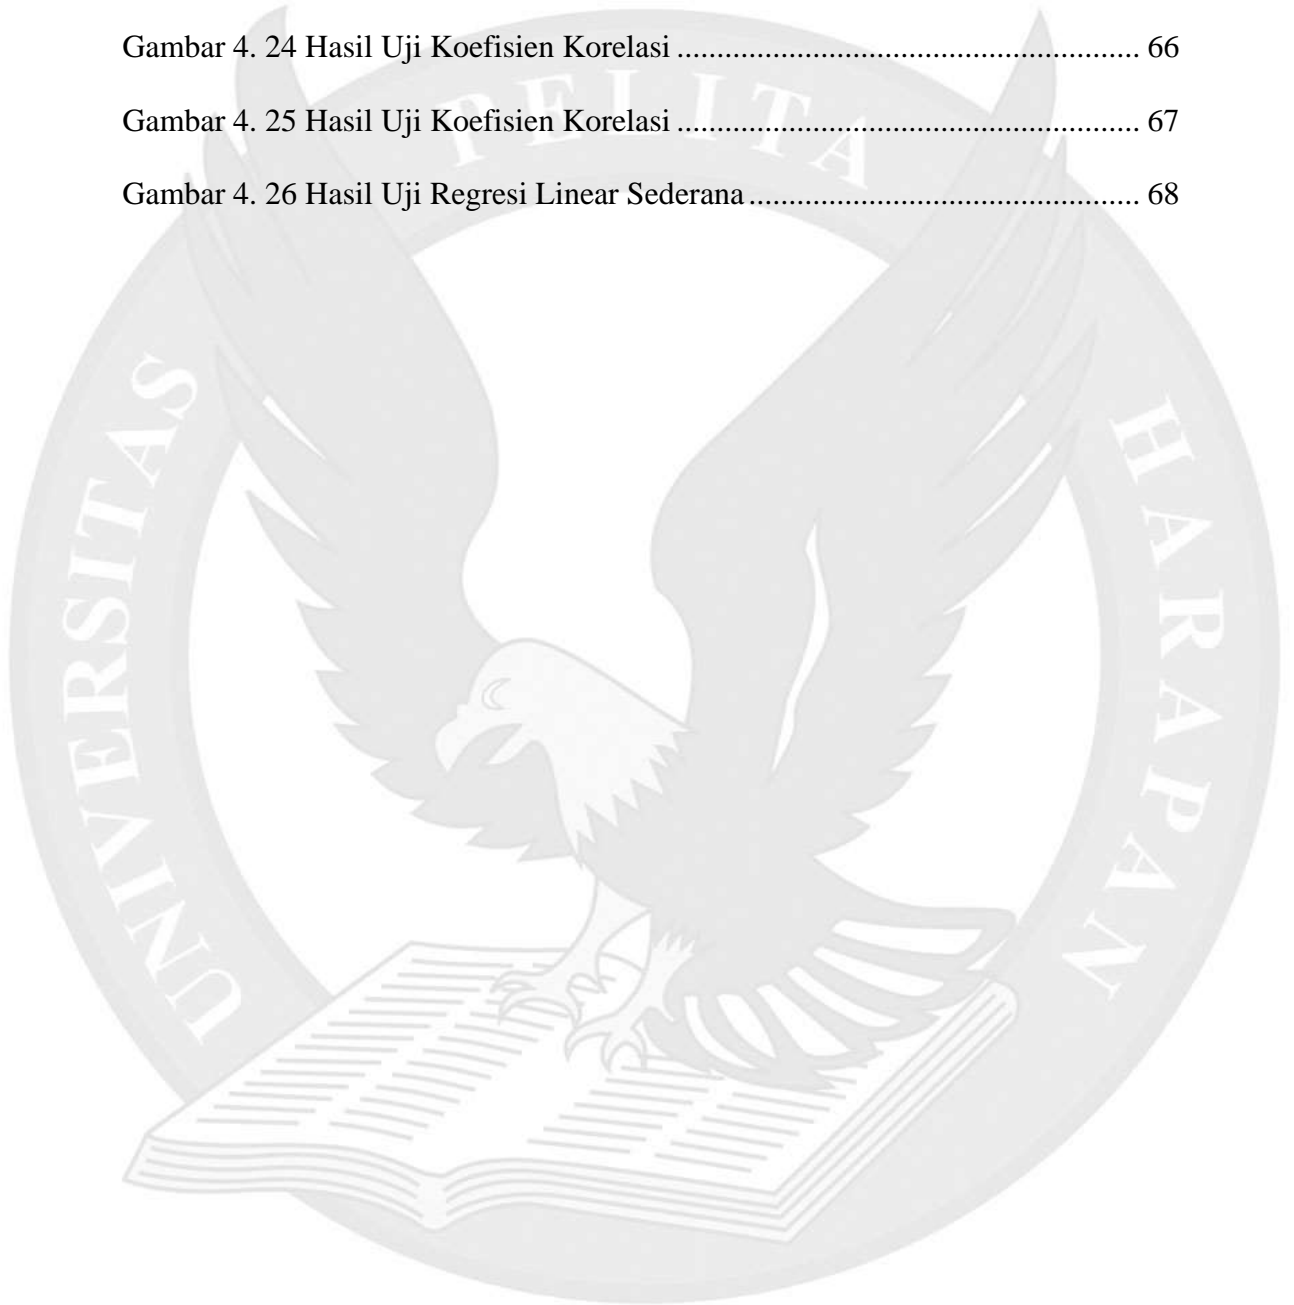 Gambar 4. 24 Hasil Uji Koefisien Korelasi .......................................................... 66
Gambar 4. 25 Hasil Uji Koefisien Korelasi .......................................................... 67
Gambar 4. 26 Hasil Uji Regresi Linear Sederana ................................................. 68
UNIVERSITAS PELITA HARAPAN